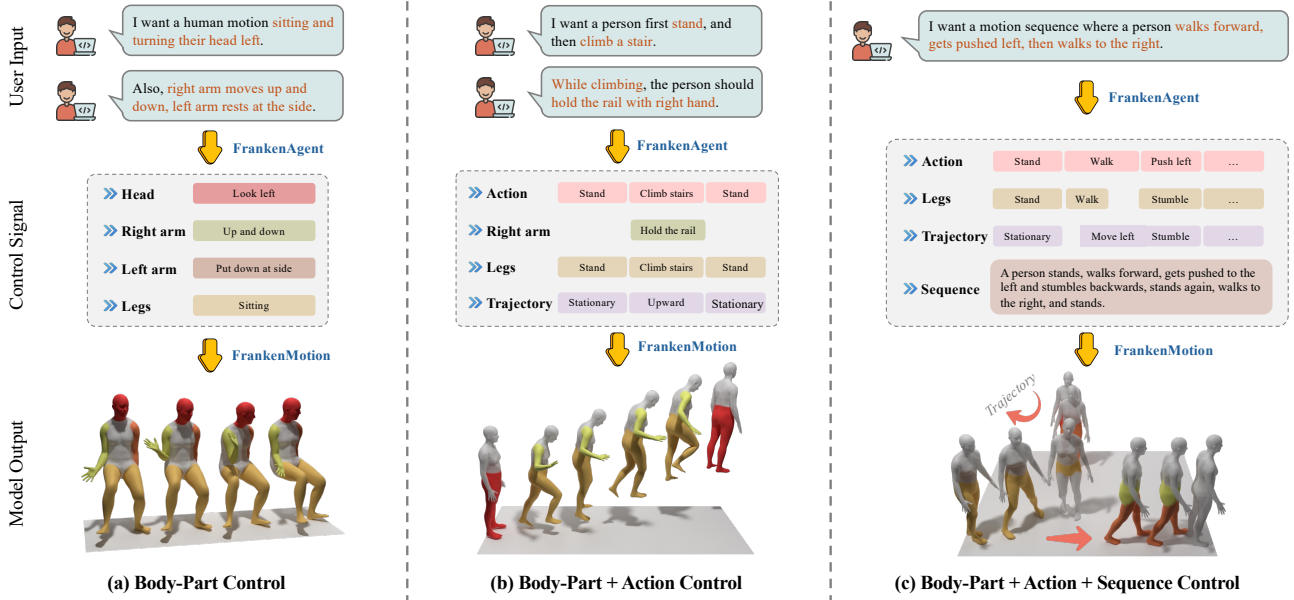 User Input
I want a human motion sitting and
turning their head left.
Also, right arm moves up and
down, left arm rests at the side.
FrankenAgent
Control Signal
Head
Look left
Right arm
Up and down
Left arm
Put down at side
Legs
Sitting
FrankenMotion
Model Output
(a) Body-Part Control
I want a person first stand, and
then climb a stair.
While climbing, the person should
hold the rail with right hand.
FrankenAgent
Action
Stand
Climb stairs
Stand
Right arm
Hold the rail
Legs
Stand
Climb stairs
Stand
Trajectory
Stationary
Upward
Stationary
FrankenMotion
(b) Body-Part + Action Control
I want a motion sequence where a person walks forward,
gets pushed left, then walks to the right.
FrankenAgent
Action
Stand
Walk
Push left
...
Legs
Stand
Walk
Stumble
...
Trajectory
Stationary
Move left
Stumble
...
Sequence
A person stands, walks forward, gets pushed to the
left and stumbles backwards, stands again, walks to
the right, and stands.
FrankenMotion
Trajectory
(c) Body-Part + Action + Sequence Control